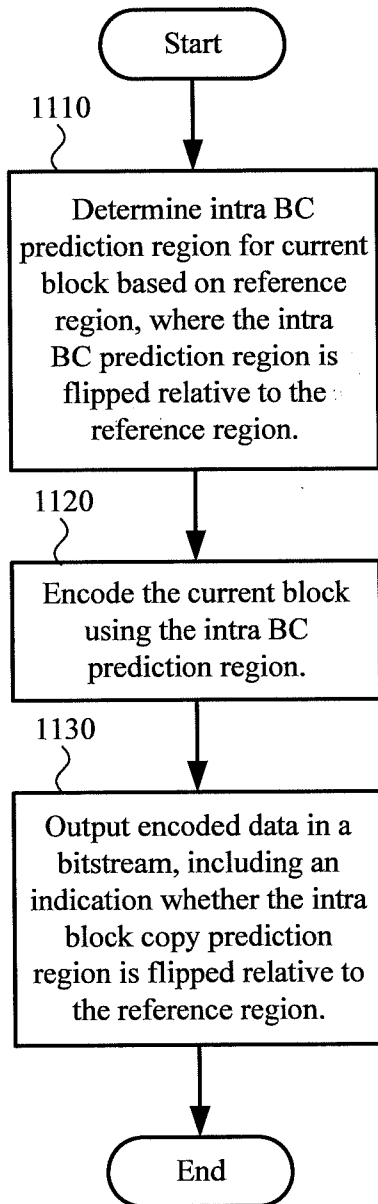 Start
1110
Determine intra BC
prediction region for current
block based on reference
region, where the intra
BC prediction region is
flipped relative to the
reference region.
1120
Encode the current block
using the intra BC
prediction region.
1130
Output encoded data in a
bitstream, including an
indication whether the intra
block copy prediction
region is flipped relative to
the reference region.
End